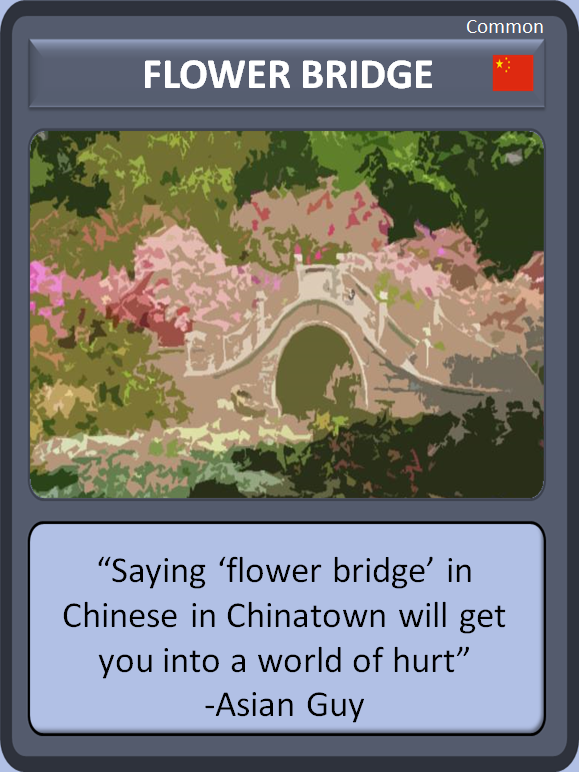 Common
FLOWER BRIDGE
“Saying ‘flower bridge’ in
Chinese in Chinatown will get
you into a world of hurt”
-Asian Guy